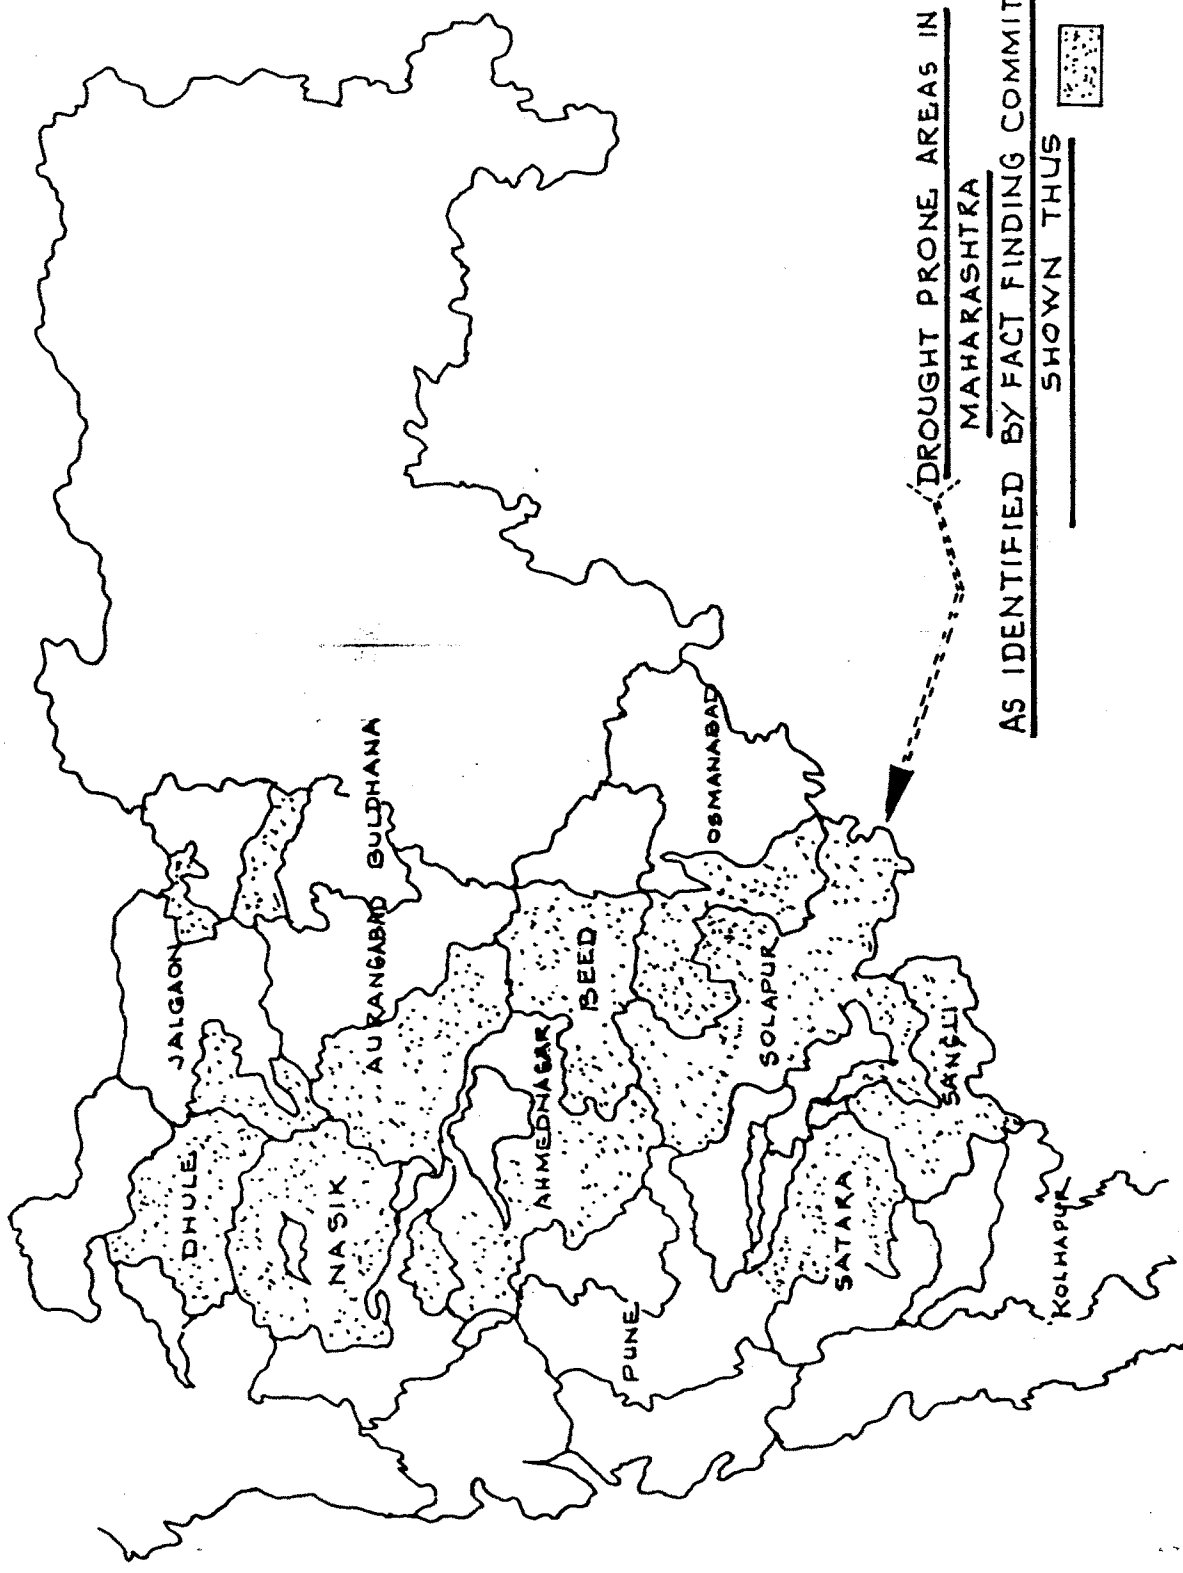 DROUGHT PRONE AREAS IN
MAHARASHTRA
AS IDENTIFIED BY FACT FINDING COMMIT
SHOWN THUS
DHULE
JALGAON
NASIK
AURANGABAD
BULDHANA
AHMEDNAGAR
BEED
PUNE
SOLAPUR
OSMANABAD
SATARA
SANGLI
KOLHAPUR